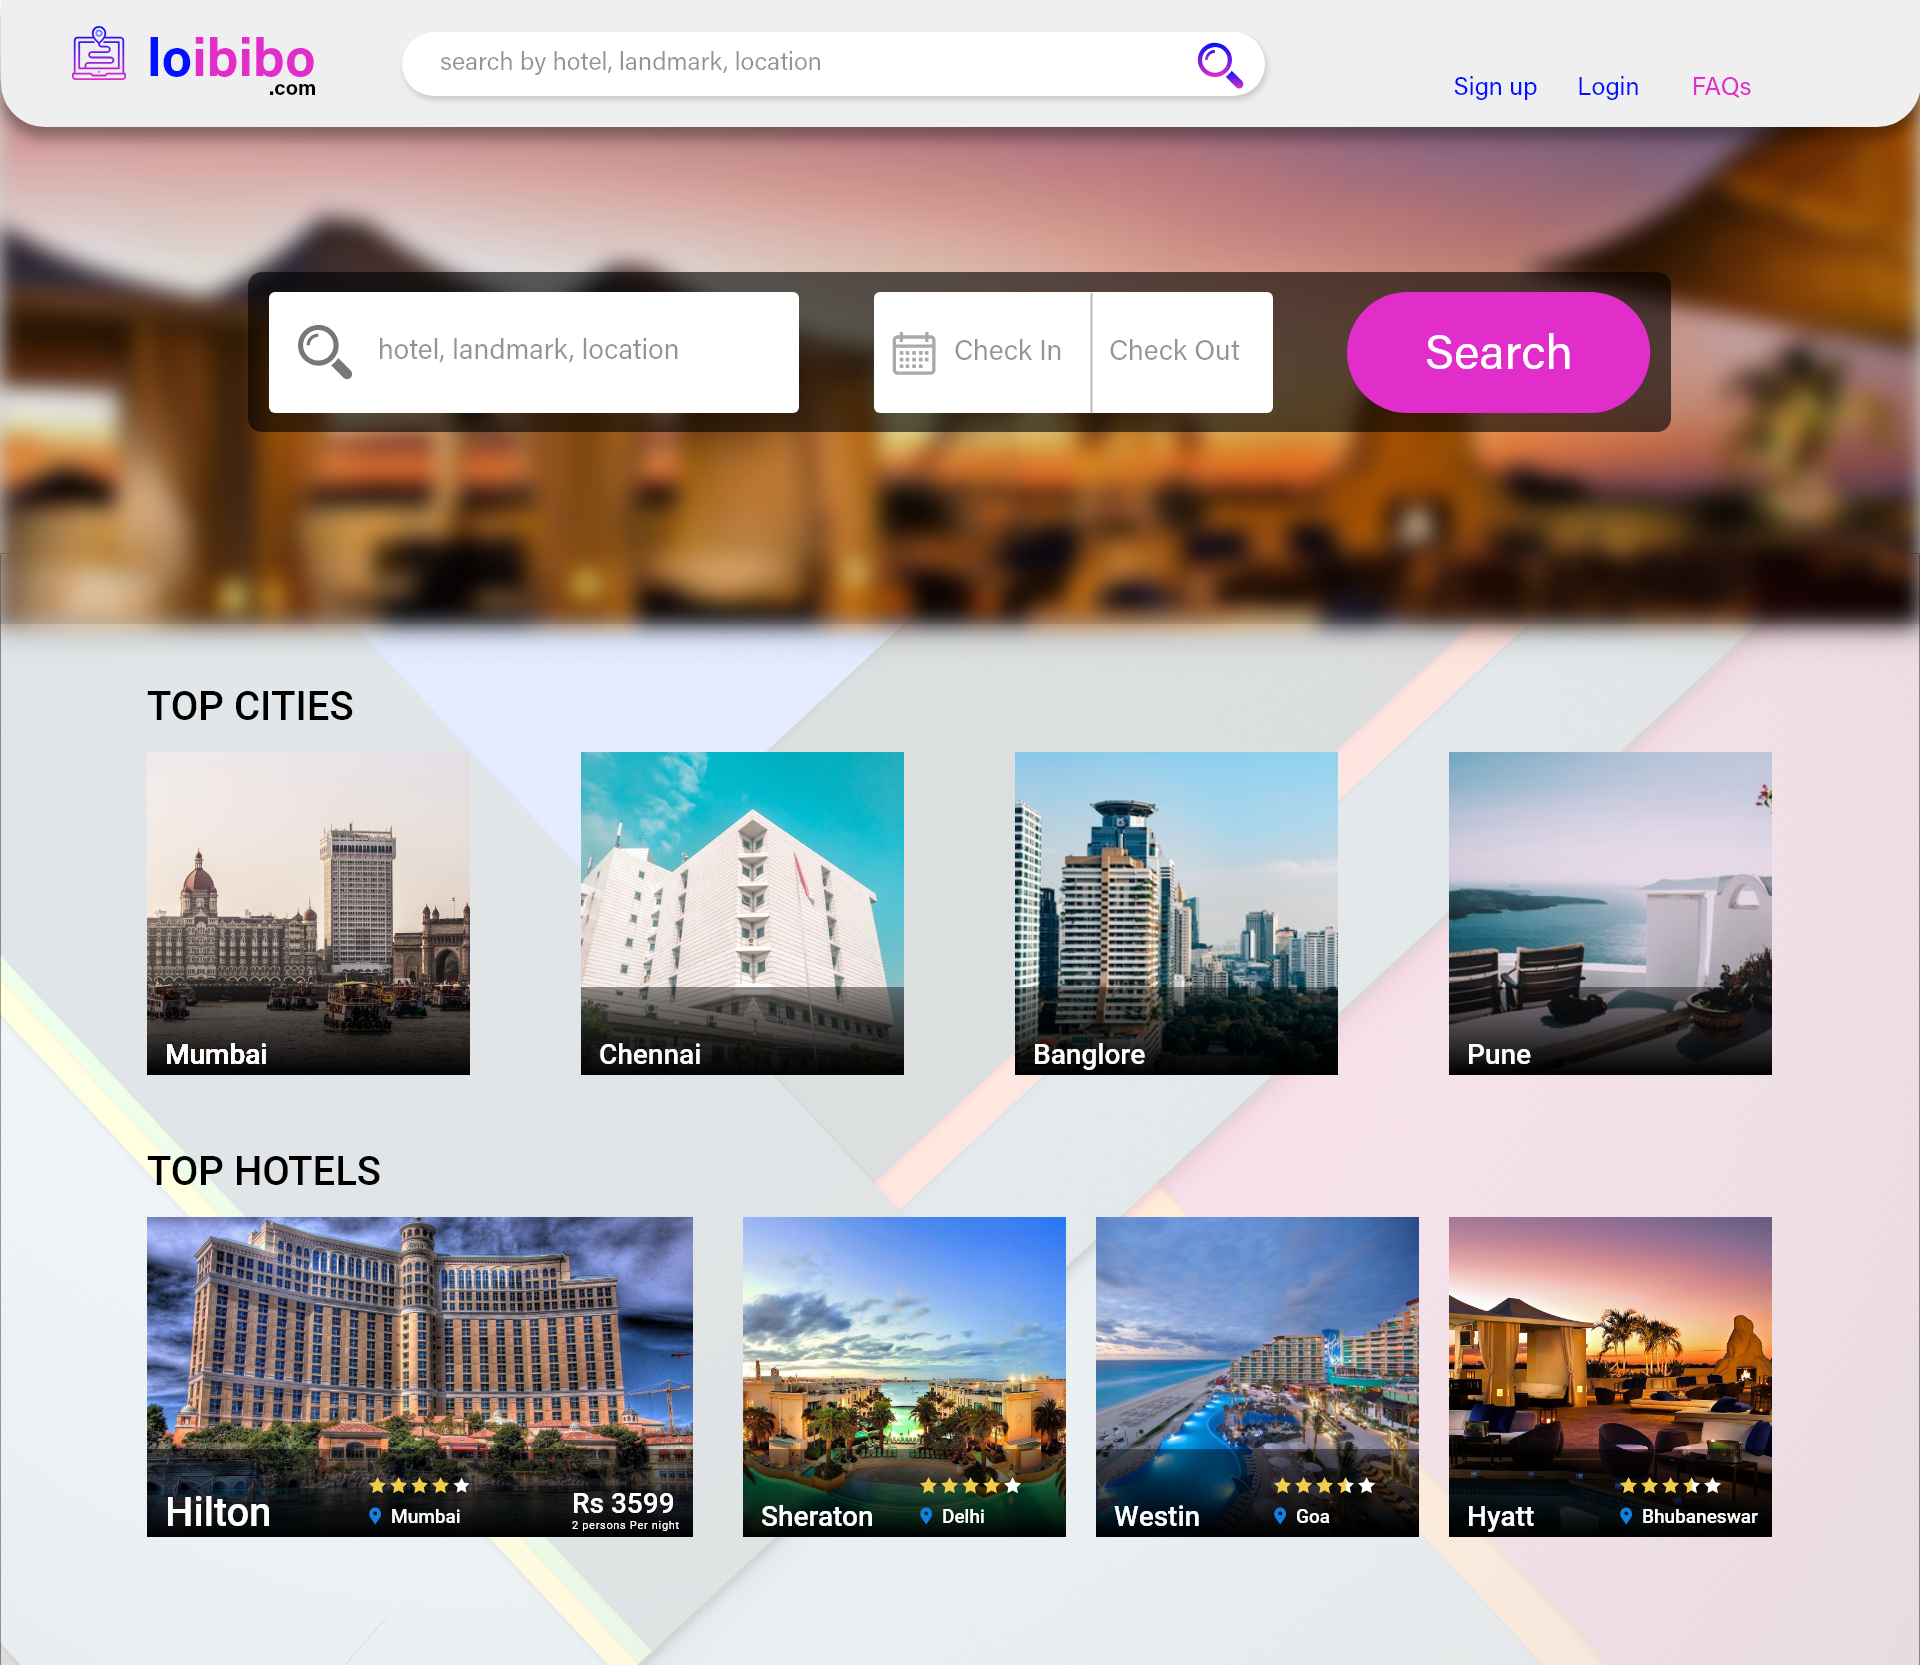 loibibo
.com
search by hotel, landmark, location
Sign up
Login
FAQs
hotel, landmark, location
Check In
Check Out
Search
TOP CITIES
Mumbai
Chennai
Banglore
Pune
TOP HOTELS
Hilton
Mumbai
Rs 3599
2 persons Per night
Sheraton
Delhi
Westin
Goa
Hyatt
Bhubaneswar